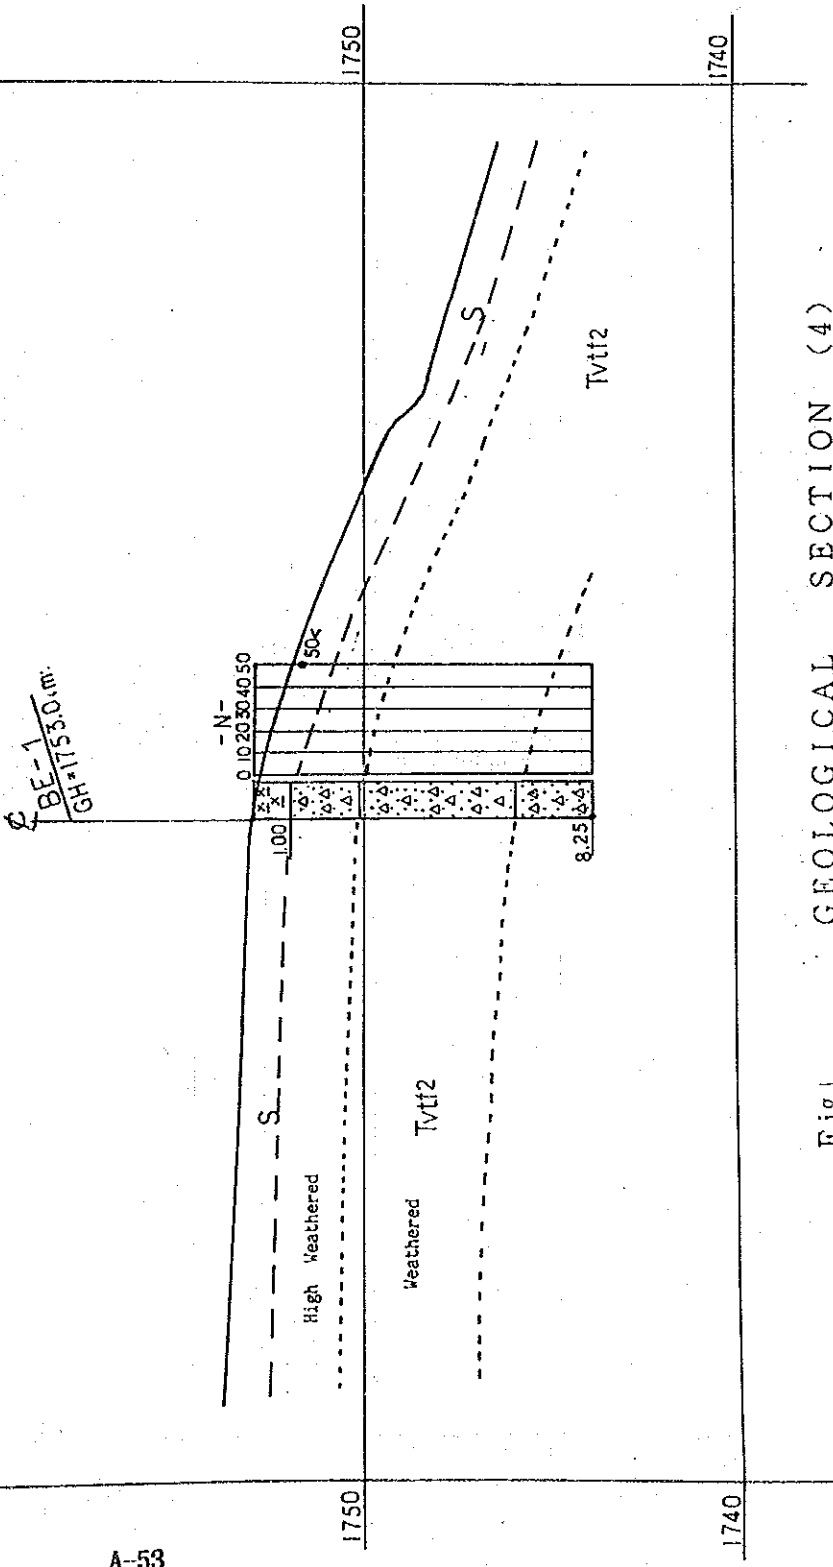 BE-1
GH=1753.0m.
-N-
0 10 20 30 40 50
50<
1.00
8.25
1750
1750
1740
1740
S
S
High Weathered
Weathered
Tvtf2
Tvtf2
Fig
GEOLOGICAL SECTION (4)
A-53